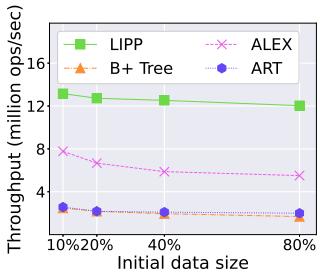 Throughput (million ops/sec)
LIPP
ALEX
B+ Tree
ART
16
12
8
4
10% 20% 40% 80%
Initial data size